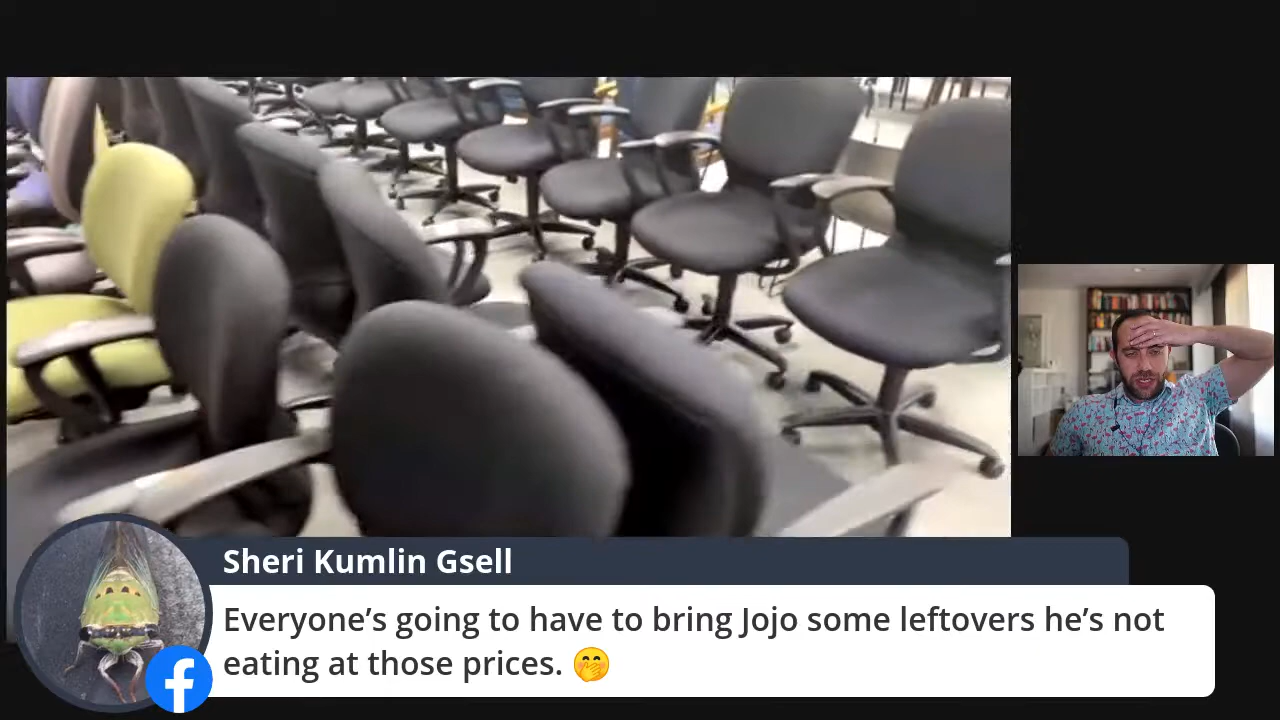 Sheri Kumlin Gsell
Everyone’s going to have to bring Jojo some leftovers he’s not
eating at those prices. 🤭